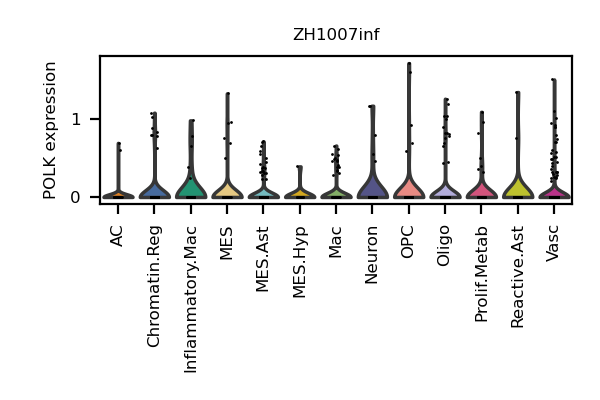 ZH1007inf
POLK expression
1
0
AC
Chromatin.Reg
Inflammatory.Mac
MES
MES.Ast
MES.Hyp
Mac
Neuron
OPC
Oligo
Prolif.Metab
Reactive.Ast
Vasc